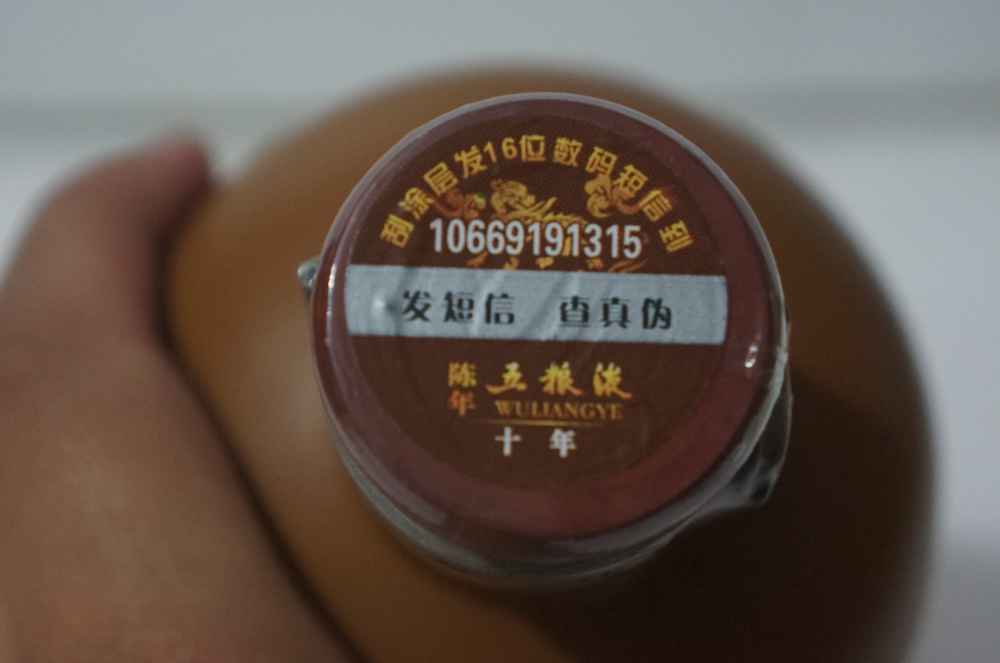 刮涂层发16位数码短信到
10669191315
发短信 查真伪
陈年 五粮液
WULIANGYE
十年